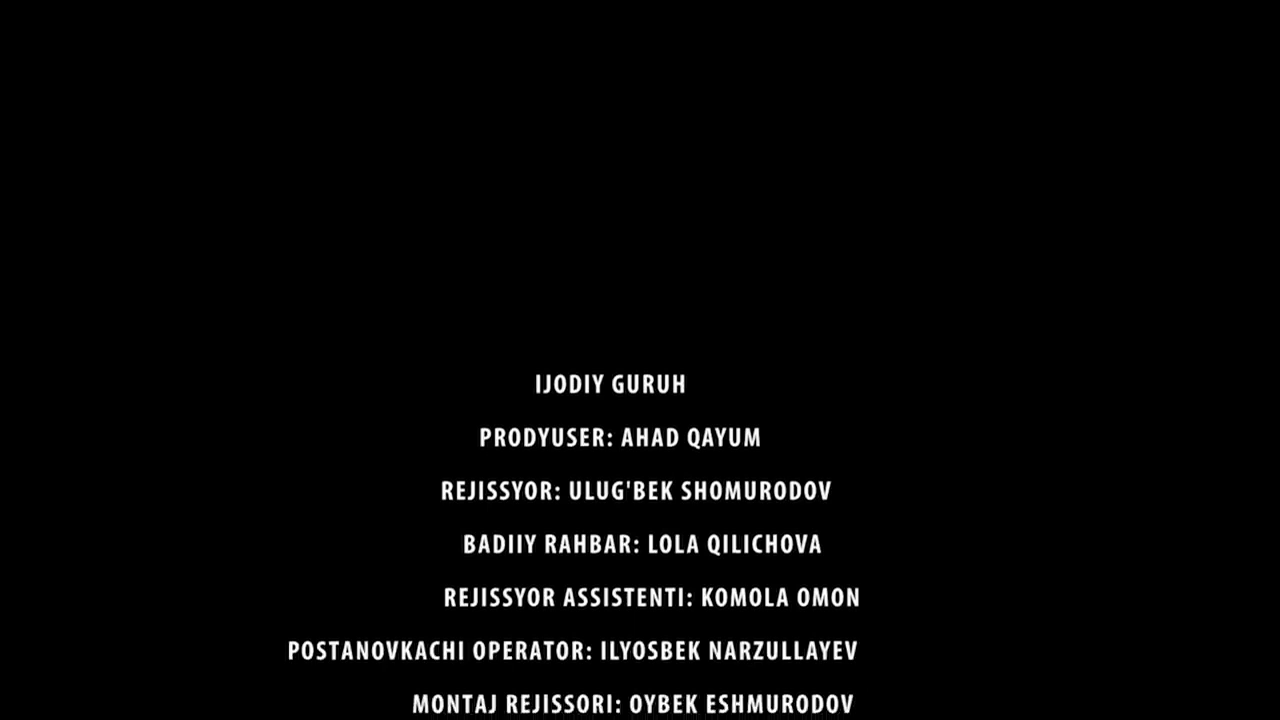 IJODIY GURUH
PRODYUSER: AHAD QAYUM
REJISSYOR: ULUG'BEK SHOMURODOV
BADIIY RAHBAR: LOLA QILICHOVA
REJISSYOR ASSISTENTI: KOMOLA OMON
POSTANOVKACHI OPERATOR: ILYOSBEK NARZULLAYEV
MONTAJ REJISSORI: OYBEK ESHMURODOV